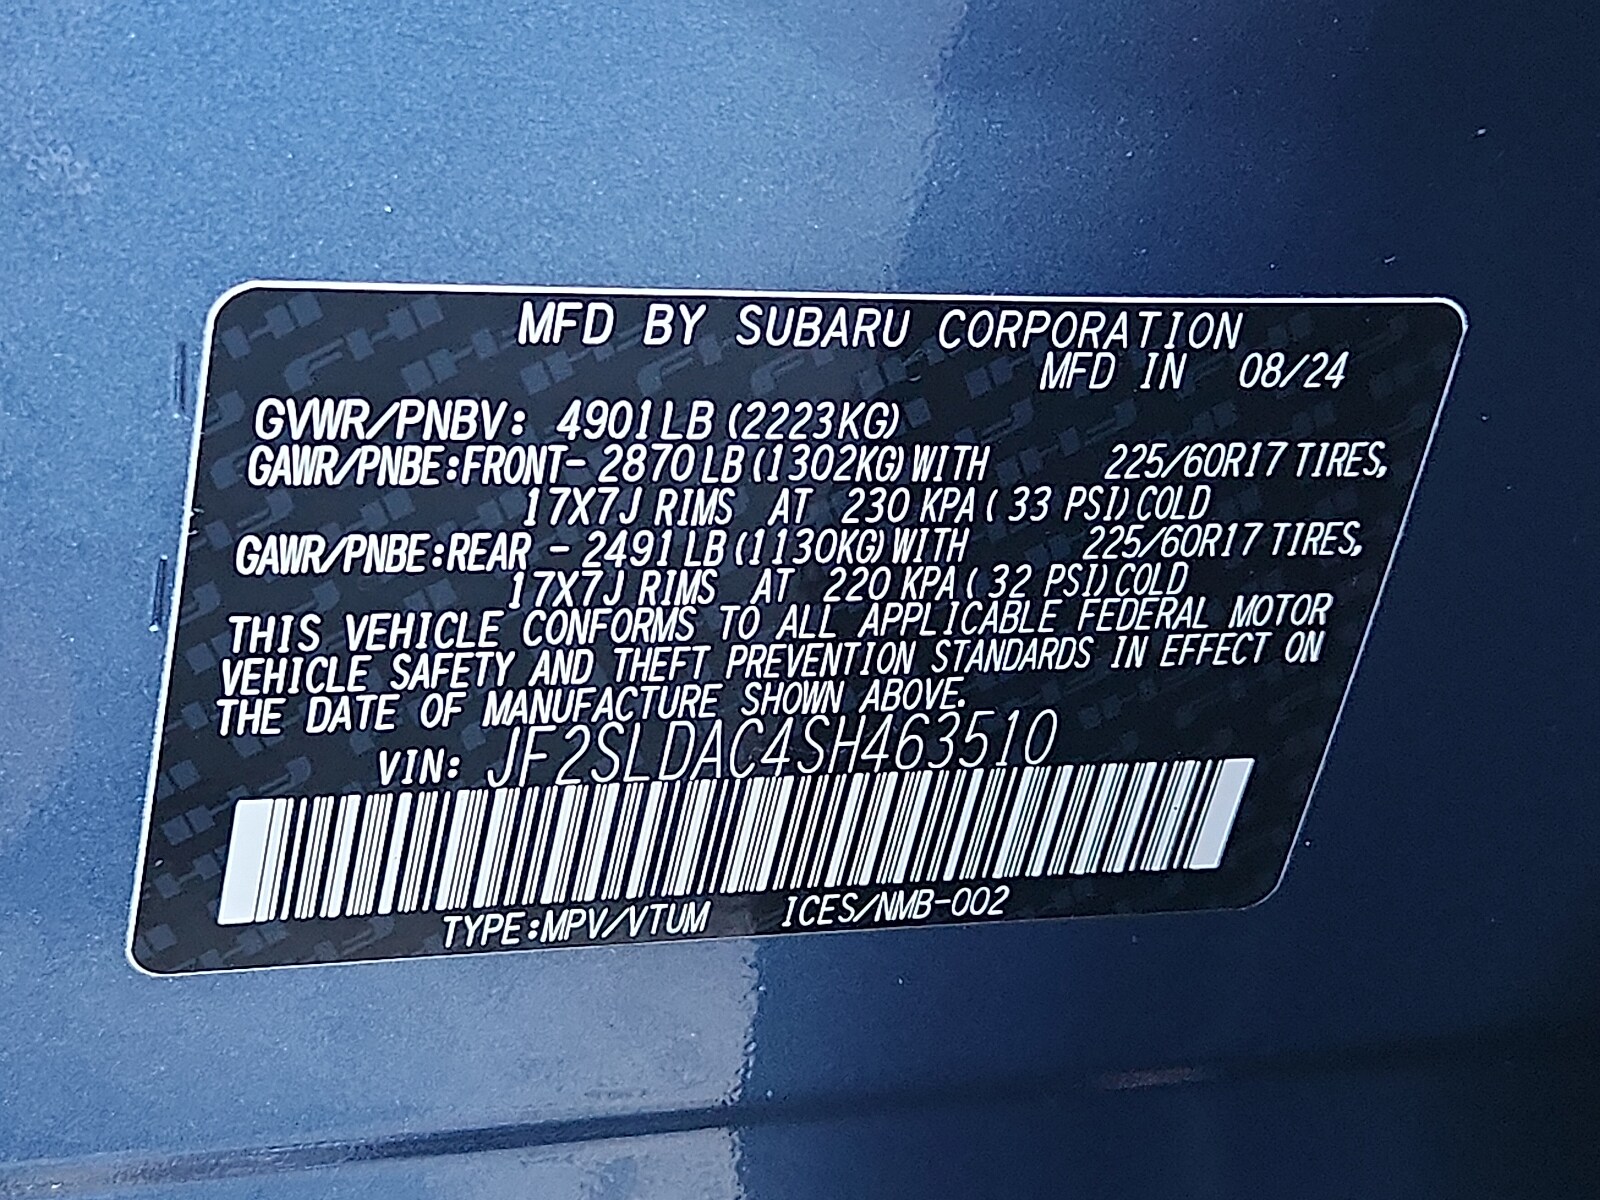 MFD BY SUBARU CORPORATION
MFD IN 08/24
GVWR/PNBV: 4901LB (2223KG)
GAWR/PNBE:FRONT- 2870 LB (1302KG) WITH 225/60R17 TIRES,
17X7J RIMS AT 230 KPA ( 33 PSI) COLD
GAWR/PNBE:REAR - 2491LB (1130KG) WITH 225/60R17 TIRES,
17X7J RIMS AT 220 KPA ( 32 PSI) COLD
THIS VEHICLE CONFORMS TO ALL APPLICABLE FEDERAL MOTOR
VEHICLE SAFETY AND THEFT PREVENTION STANDARDS IN EFFECT ON
THE DATE OF MANUFACTURE SHOWN ABOVE.
VIN: JF2SLDAC4SH463510
TYPE:MPV/VTUM ICES/NMB-002